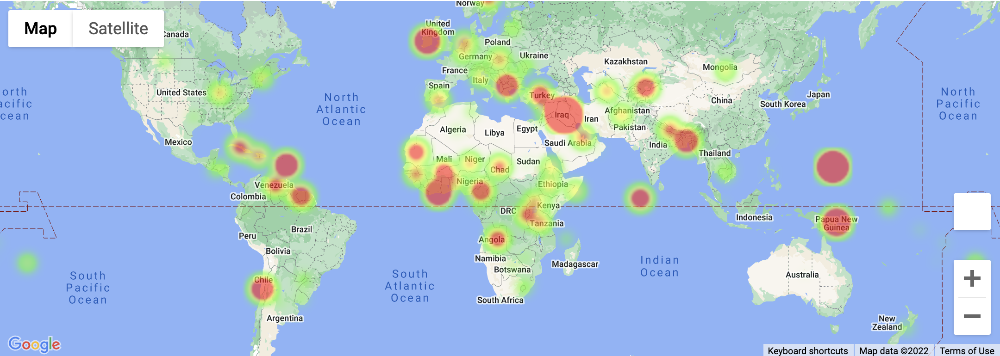 Norway
Map
Satellite
Canada
United
Kingdom
Poland
Germany
Ukraine
Kazakhstan
Mongolia
France
Italy
Spain
United States
Turkey
China
Japan
South Korea
orth
acific
cean
North
Atlantic
Ocean
North
Pacific
Ocean
Iraq
Iran
Afghanistan
Pakistan
Algeria
Libya
Egypt
Mexico
Saudi Arabia
India
Thailand
Mali
Niger
Chad
Sudan
Nigeria
Ethiopia
Venezuela
Colombia
Kenya
DRC
Tanzania
Indonesia
Papua New
Guinea
Brazil
Peru
Bolivia
Angola
Namibia
Botswana
Madagascar
Indian
Ocean
Australia
South
Pacific
Ocean
Chile
South
Atlantic
Ocean
South Africa
Argentina
New
Zealand
Google
Keyboard shortcuts
Map data ©2022
Terms of Use